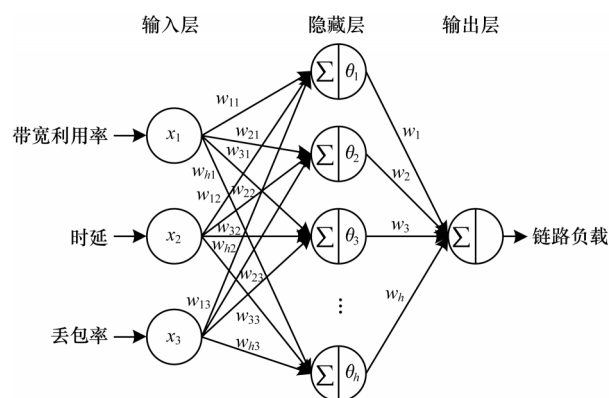 输入层 隐藏层 输出层
∑ θ₁
w₁₁
带宽利用率 x₁ w₂₁ w₁
w₃₁ ∑ θ₂
wₕ₁ w₁₂ w₂₂ w₂
时延 x₂ w₃₂ ∑ θ₃ w₃ ∑ 链路负载
wₕ₂
w₂₃
w₁₃ w₃₃ ⋮ wₕ
丢包率 x₃ wₕ₃ ∑ θₕ